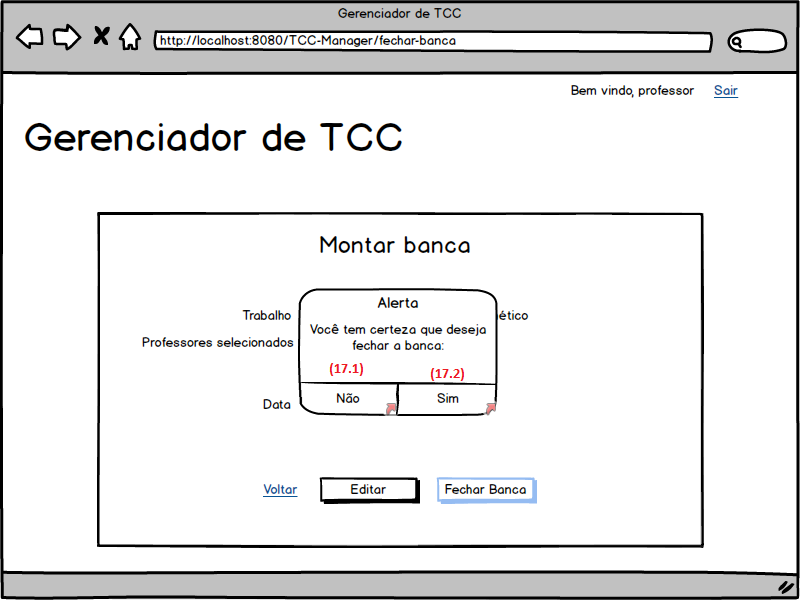 Gerenciador de TCC
http://localhost:8080/TCC-Manager/fechar-banca
Bem vindo, professor Sair
Gerenciador de TCC
Montar banca
Alerta
Trabalho ético
Você tem certeza que deseja
fechar a banca:
Professores selecionados
(17.1) (17.2)
Não Sim
Data
Voltar Editar Fechar Banca